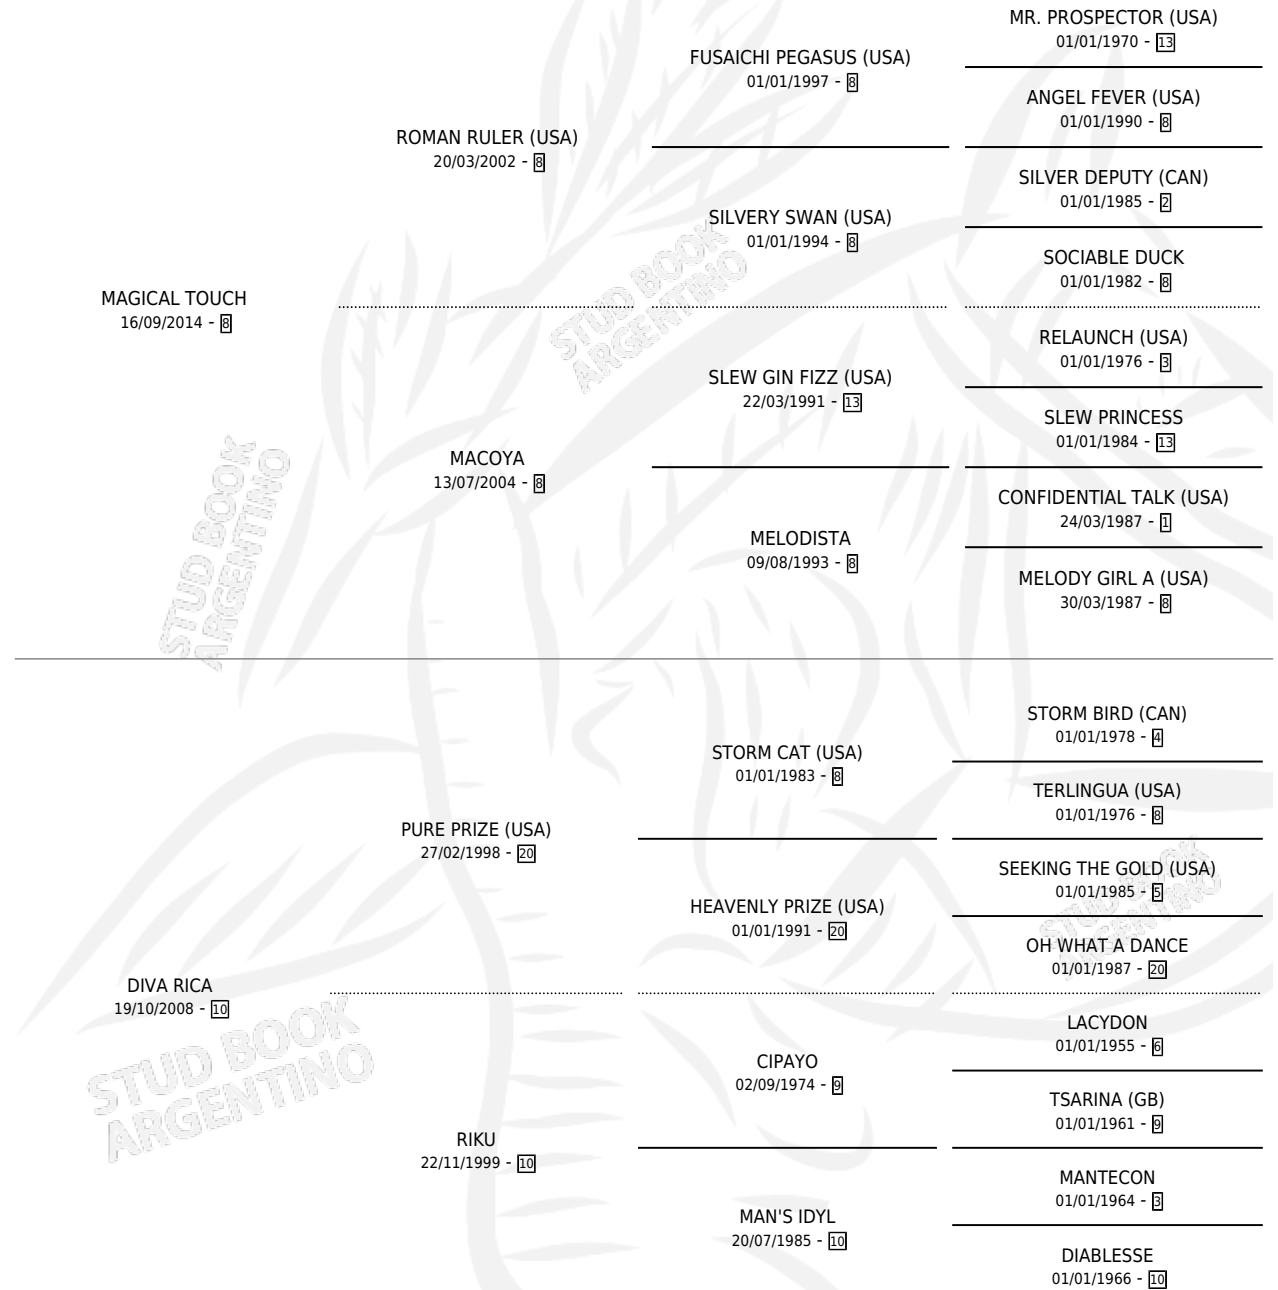 MR. PROSPECTOR (USA)
01/01/1970 - 13
FUSAICHI PEGASUS (USA)
01/01/1997 - 8
ANGEL FEVER (USA)
01/01/1990 - 8
ROMAN RULER (USA)
20/03/2002 - 8
SILVER DEPUTY (CAN)
01/01/1985 - 2
SILVERY SWAN (USA)
01/01/1994 - 8
SOCIABLE DUCK
01/01/1982 - 8
STUD BOOK
ARGENTINO
MAGICAL TOUCH
16/09/2014 - 8
RELAUNCH (USA)
01/01/1976 - 3
SLEW GIN FIZZ (USA)
22/03/1991 - 13
SLEW PRINCESS
01/01/1984 - 13
MACOYA
13/07/2004 - 8
CONFIDENTIAL TALK (USA)
24/03/1987 - 1
MELODISTA
09/08/1993 - 8
MELODY GIRL A (USA)
30/03/1987 - 8
STUD BOOK
ARGENTINO
STORM BIRD (CAN)
01/01/1978 - 4
STORM CAT (USA)
01/01/1983 - 8
TERLINGUA (USA)
01/01/1976 - 8
PURE PRIZE (USA)
27/02/1998 - 20
SEEKING THE GOLD (USA)
01/01/1985 - 5
STUD BOOK
ARGENTINO
HEAVENLY PRIZE (USA)
01/01/1991 - 20
OH WHAT A DANCE
01/01/1987 - 20
DIVA RICA
19/10/2008 - 10
STUD BOOK
ARGENTINO
LACYDON
01/01/1955 - 6
CIPAYO
02/09/1974 - 9
TSARINA (GB)
01/01/1961 - 9
RIKU
22/11/1999 - 10
MANTECON
01/01/1964 - 3
MAN'S IDYL
20/07/1985 - 10
DIABLESSE
01/01/1966 - 10